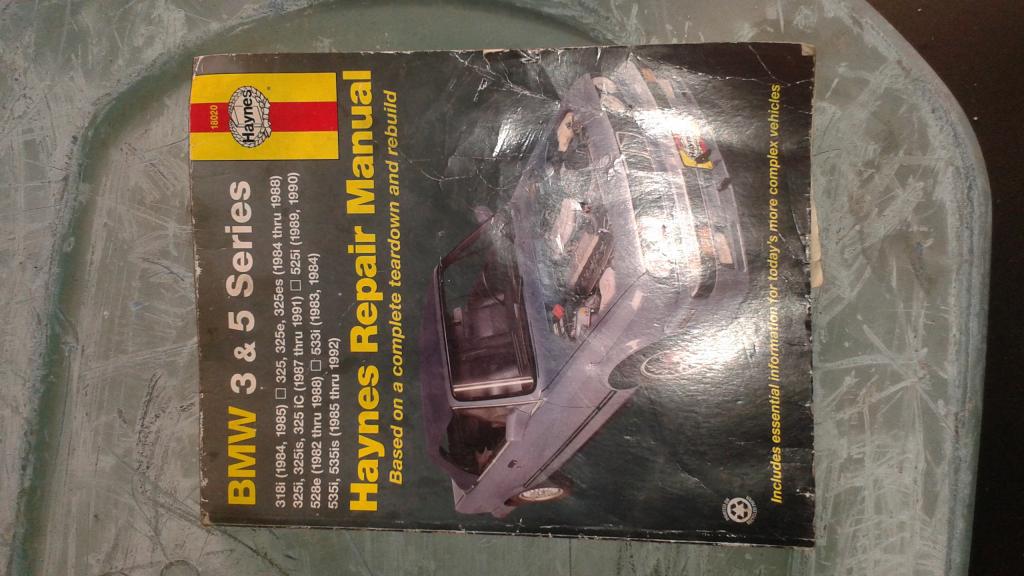 18020
Haynes
BMW 3 & 5 Series
318i (1984, 1985) □ 325, 325e, 325es (1984 thru 1988)
325i, 325is, 325 iC (1987 thru 1991) □ 525i (1989, 1990)
528e (1982 thru 1988) □ 533i (1983, 1984)
535i, 535is (1985 thru 1992)
Haynes Repair Manual
Based on a complete teardown and rebuild
Includes essential information for today's more complex vehicles